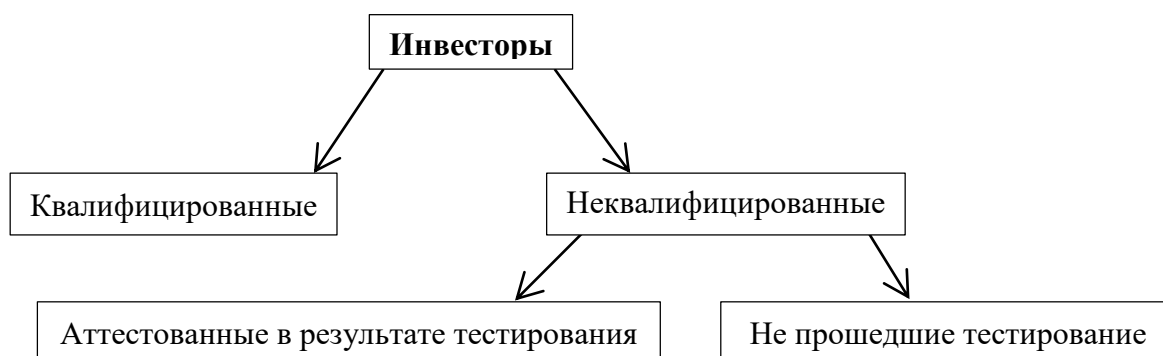 Инвесторы
Квалифицированные
Неквалифицированные
Аттестованные в результате тестирования
Не прошедшие тестирование